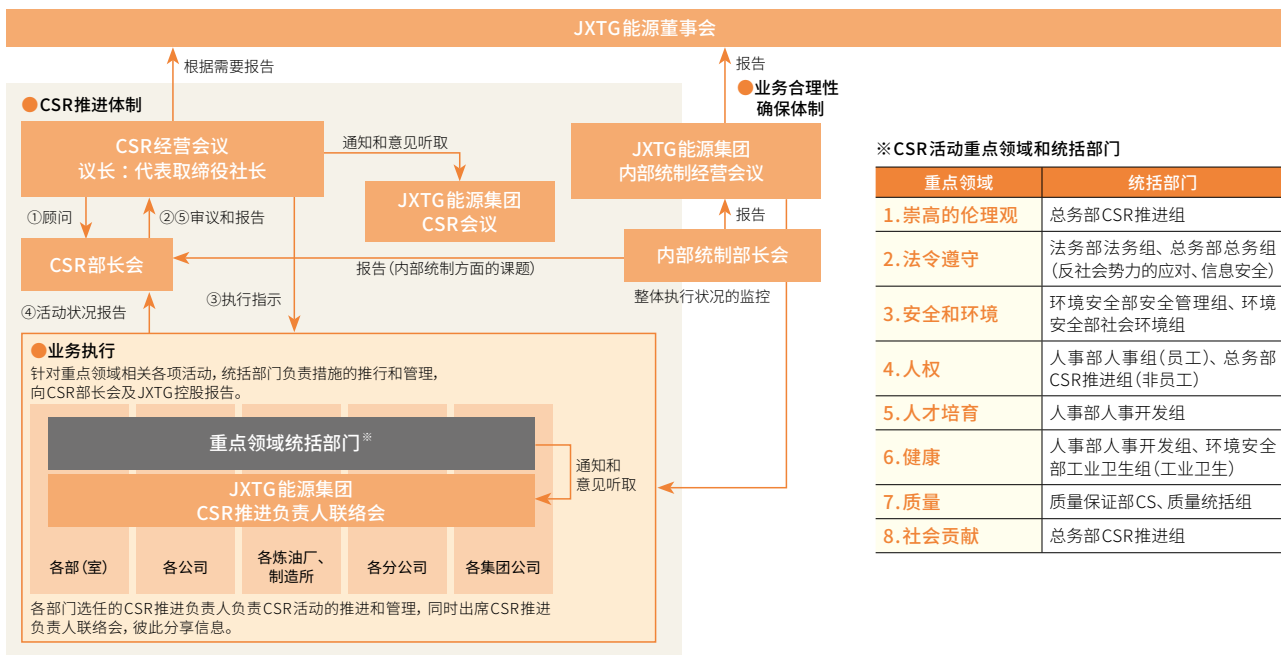 JXTG能源董事会
根据需要报告
报告
●业务合理性
确保体制
●CSR推进体制
CSR经营会议
议长：代表取缔役社长
通知和意见听取
JXTG能源集团
CSR会议
JXTG能源集团
内部统制经营会议
①顾问
②⑤审议和报告
报告
CSR部长会
报告(内部统制方面的课题)
内部统制部长会
③执行指示
整体执行状况的监控
④活动状况报告
●业务执行
针对重点领域相关各项活动，统括部门负责措施的推行和管理，
向CSR部长会及JXTG控股报告。
重点领域统括部门※
通知和
意见听取
JXTG能源集团
CSR推进负责人联络会
各部(室)
各公司
各炼油厂、
制造所
各分公司
各集团公司
各部门选任的CSR推进负责人负责CSR活动的推进和管理，同时出席CSR推进
负责人联络会，彼此分享信息。
※CSR活动重点领域和统括部门
重点领域 统括部门
1.崇高的伦理观 总务部CSR推进组
2.法令遵守 法务部法务组、总务部总务组
(反社会势力的应对、信息安全)
3.安全和环境 环境安全部安全管理组、环境
安全部社会环境组
4.人权 人事部人事组(员工)、总务部
CSR推进组(非员工)
5.人才培育 人事部人事开发组
6.健康 人事部人事开发组、环境安全
部工业卫生组(工业卫生)
7.质量 质量保证部CS、质量统括组
8.社会贡献 总务部CSR推进组